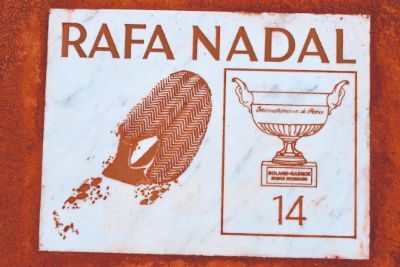 RAFA NADAL
Internationaux de France
ROLAND-GARROS
14